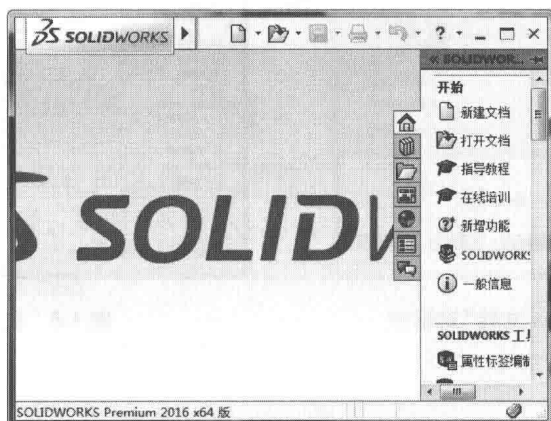 SOLIDWORKS
?
« SOLIDWOR...
开始
新建文档
打开文档
指导教程
在线培训
新增功能
SOLIDWORKS
一般信息
SOLIDWORKS 工
属性标签编
SOLIDW
SOLIDWORKS Premium 2016 x64 版